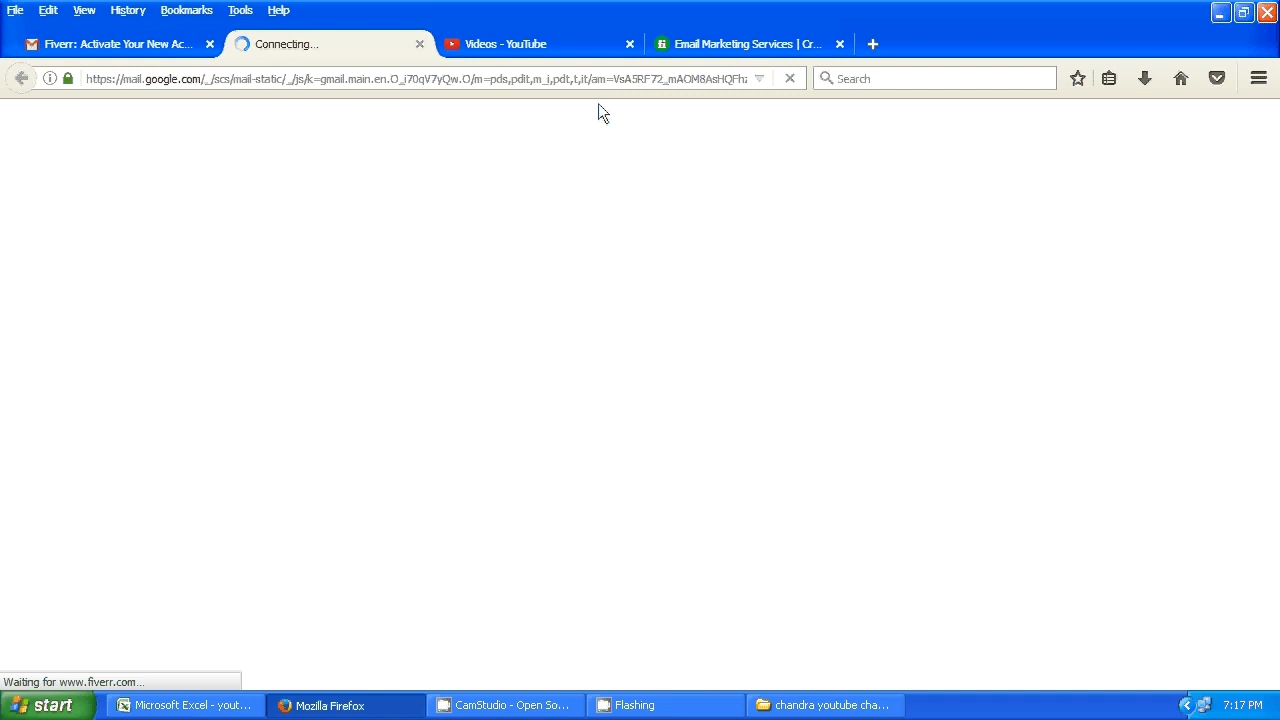 File Edit View History Bookmarks Tools Help
Fiverr: Activate Your New Ac... Connecting... Videos - YouTube Email Marketing Services | Cr...
https://mail.google.com/_/scs/mail-static/_/js/k=gmail.main.en.O_i70qV7yQw.O/m=pds,pdit,m_i,pdt,t,it/am=VsA5RF72_mAOM8AsHQFhz Search
Waiting for www.fiverr.com...
start Microsoft Excel - yout... Mozilla Firefox CamStudio - Open So... Flashing chandra youtube cha... 7:17 PM